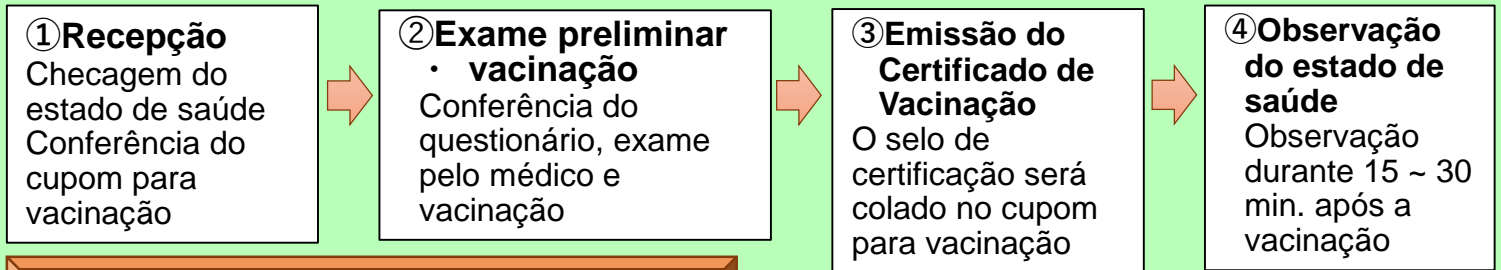 ①Recepção
Checagem do
estado de saúde
Conferência do
cupom para
vacinação
②Exame preliminar
・ vacinação
Conferência do
questionário, exame
pelo médico e
vacinação
③Emissão do
Certificado de
Vacinação
O selo de
certificação será
colado no cupom
para vacinação
④Observação
do estado de
saúde
Observação
durante 15 ~ 30
min. após a
vacinação